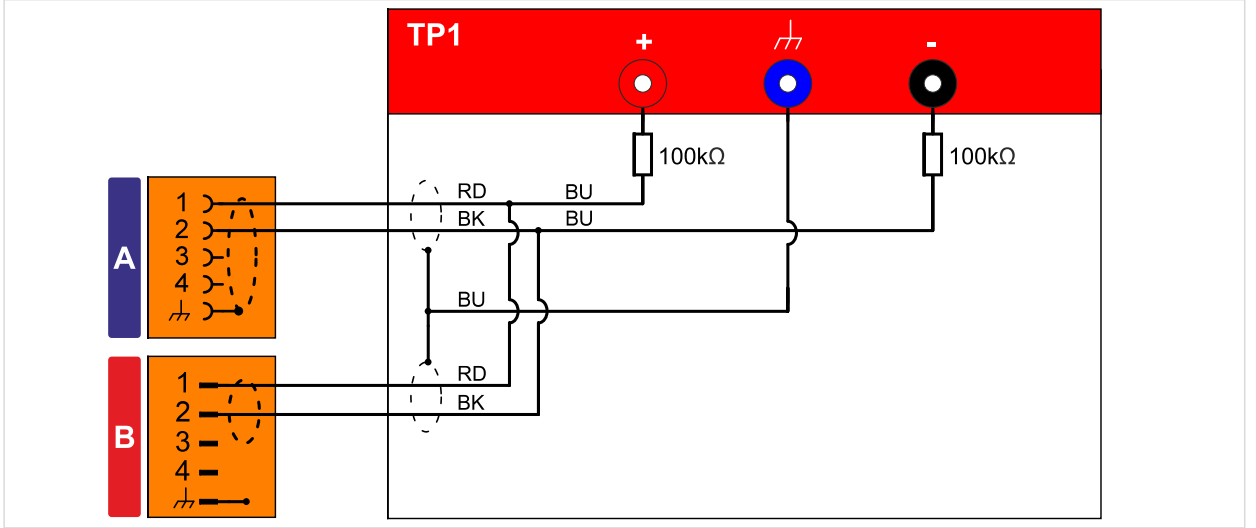 TP1
+ -
100kΩ 100kΩ
A
1 RD BU
2 BK BU
3
4
BU
B
1 RD
2 BK
3
4